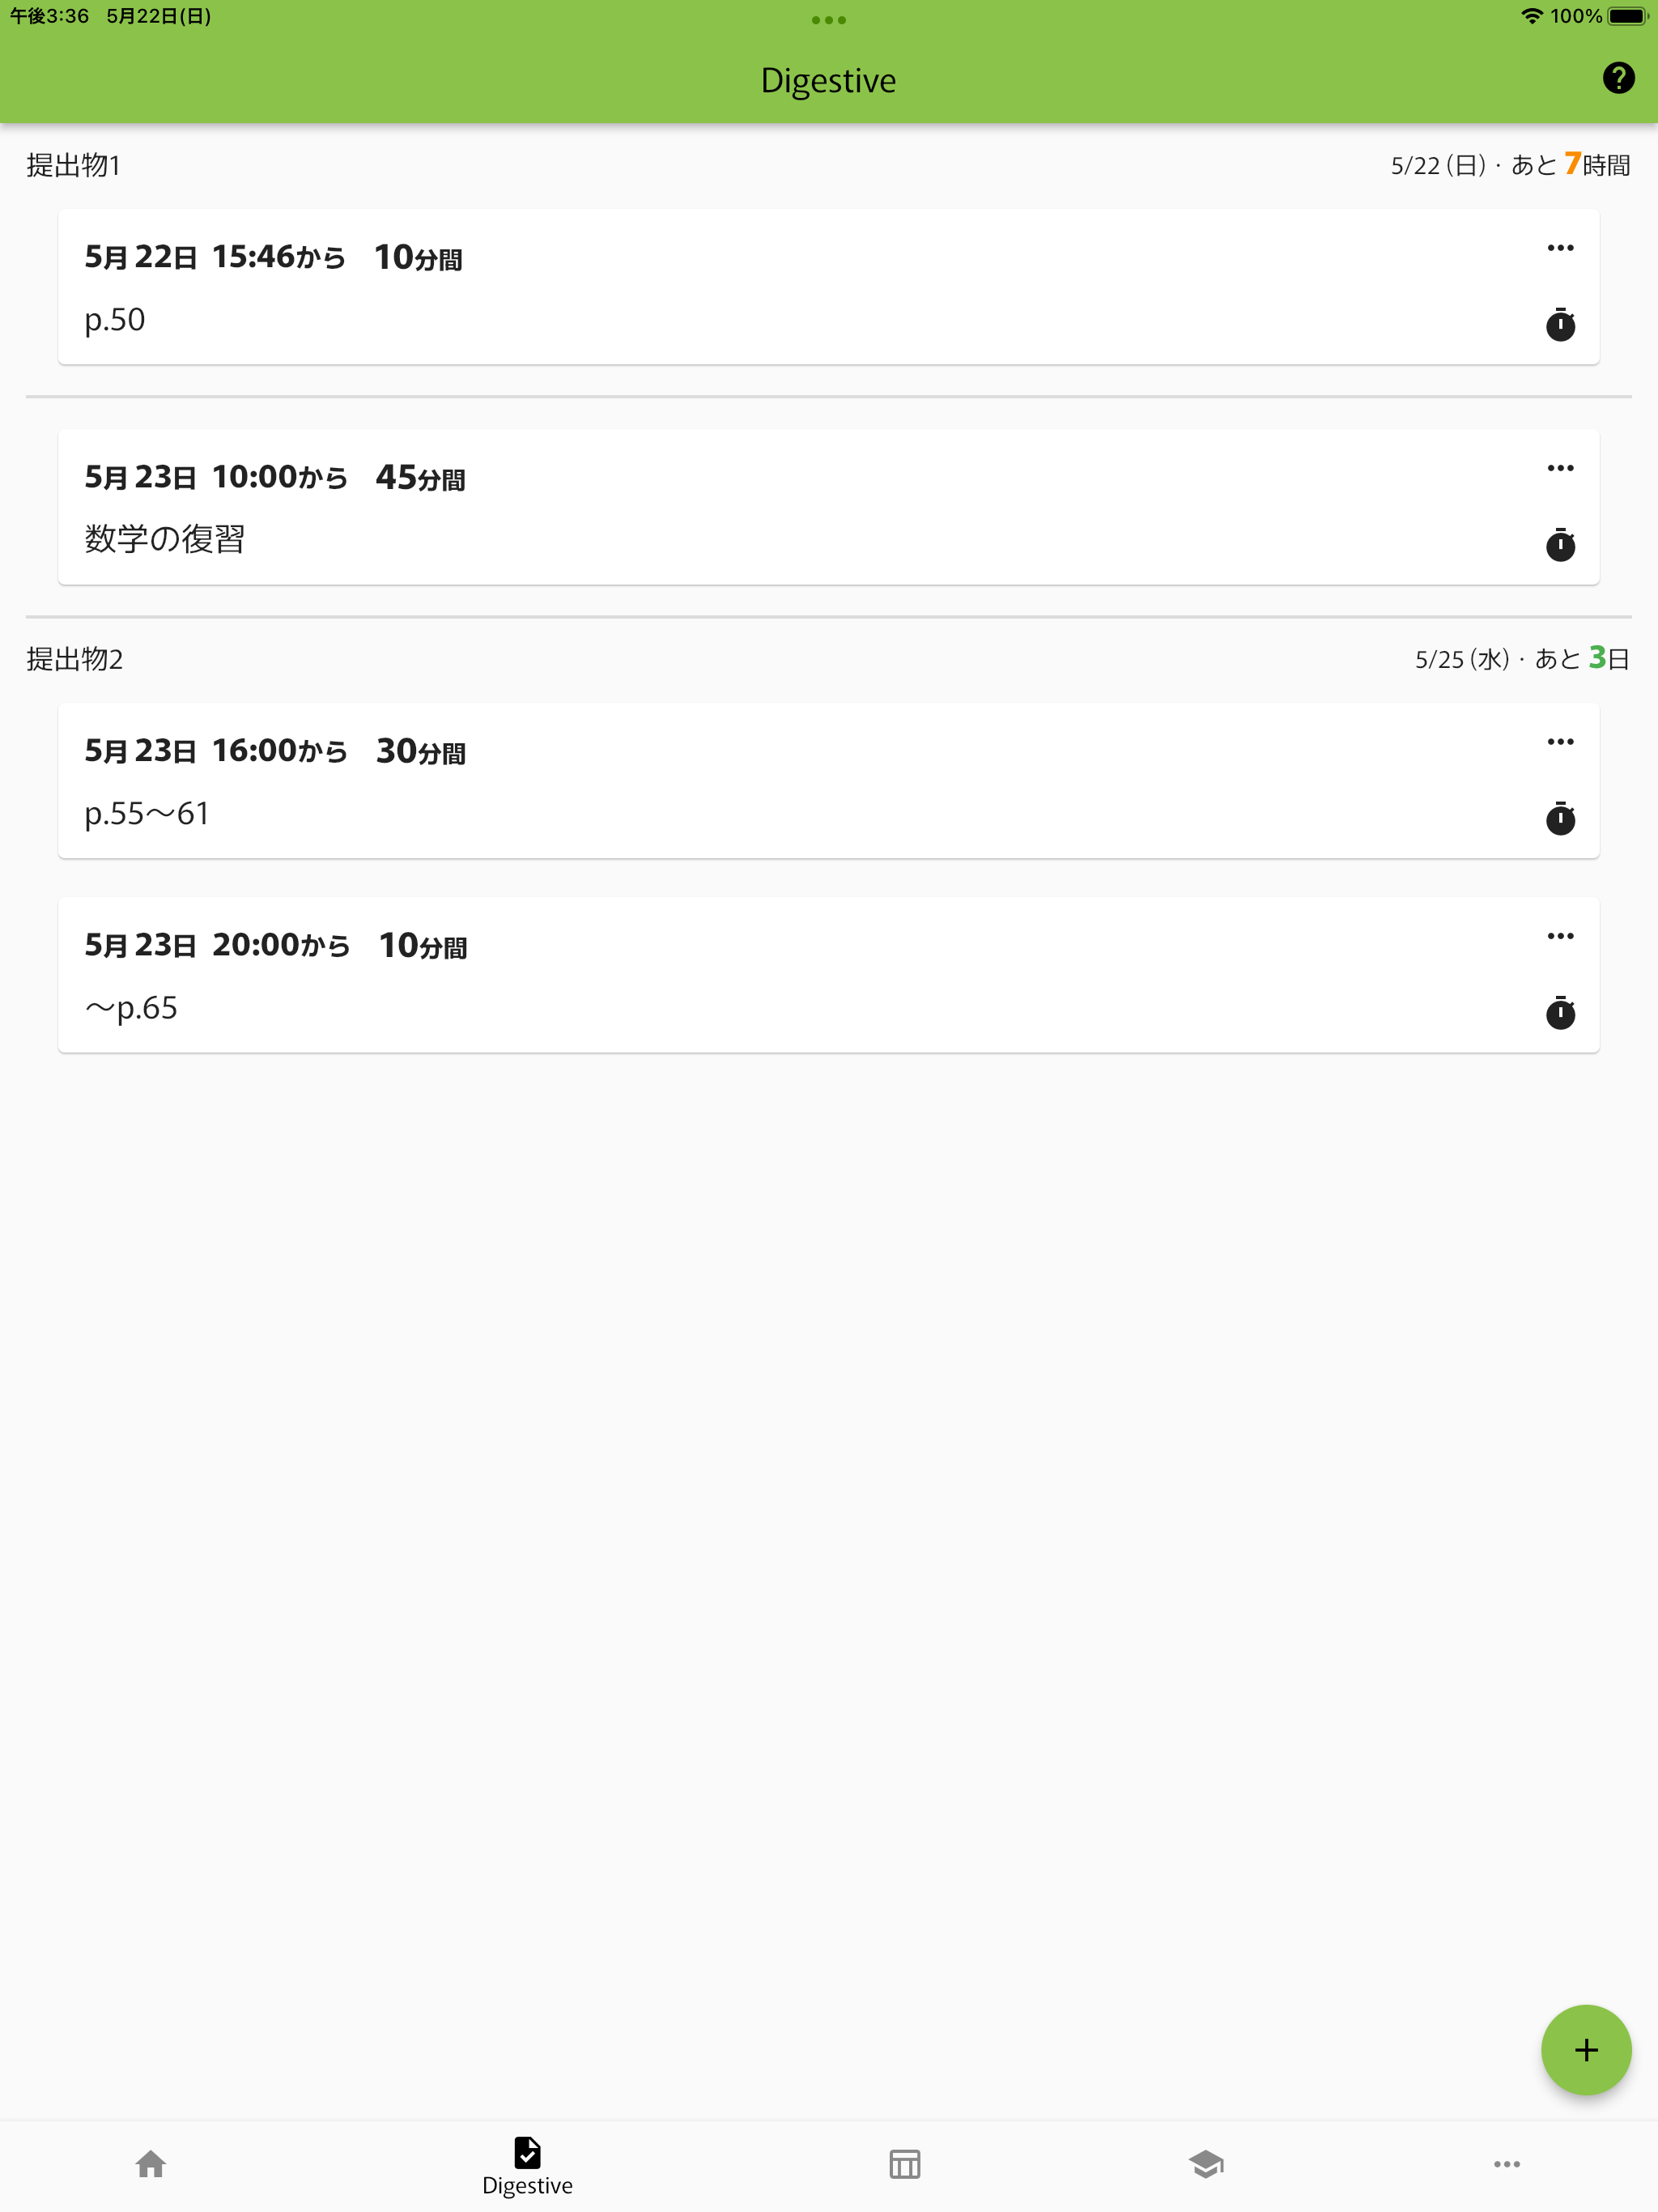 午後3:36 5月22日(日) 100%
Digestive
提出物1 5/22 (日)・あと 7時間
5月 22日 15:46から 10分間
p.50
5月 23日 10:00から 45分間
数学の復習
提出物2 5/25 (水)・あと 3日
5月 23日 16:00から 30分間
p.55〜61
5月 23日 20:00から 10分間
〜p.65
Digestive